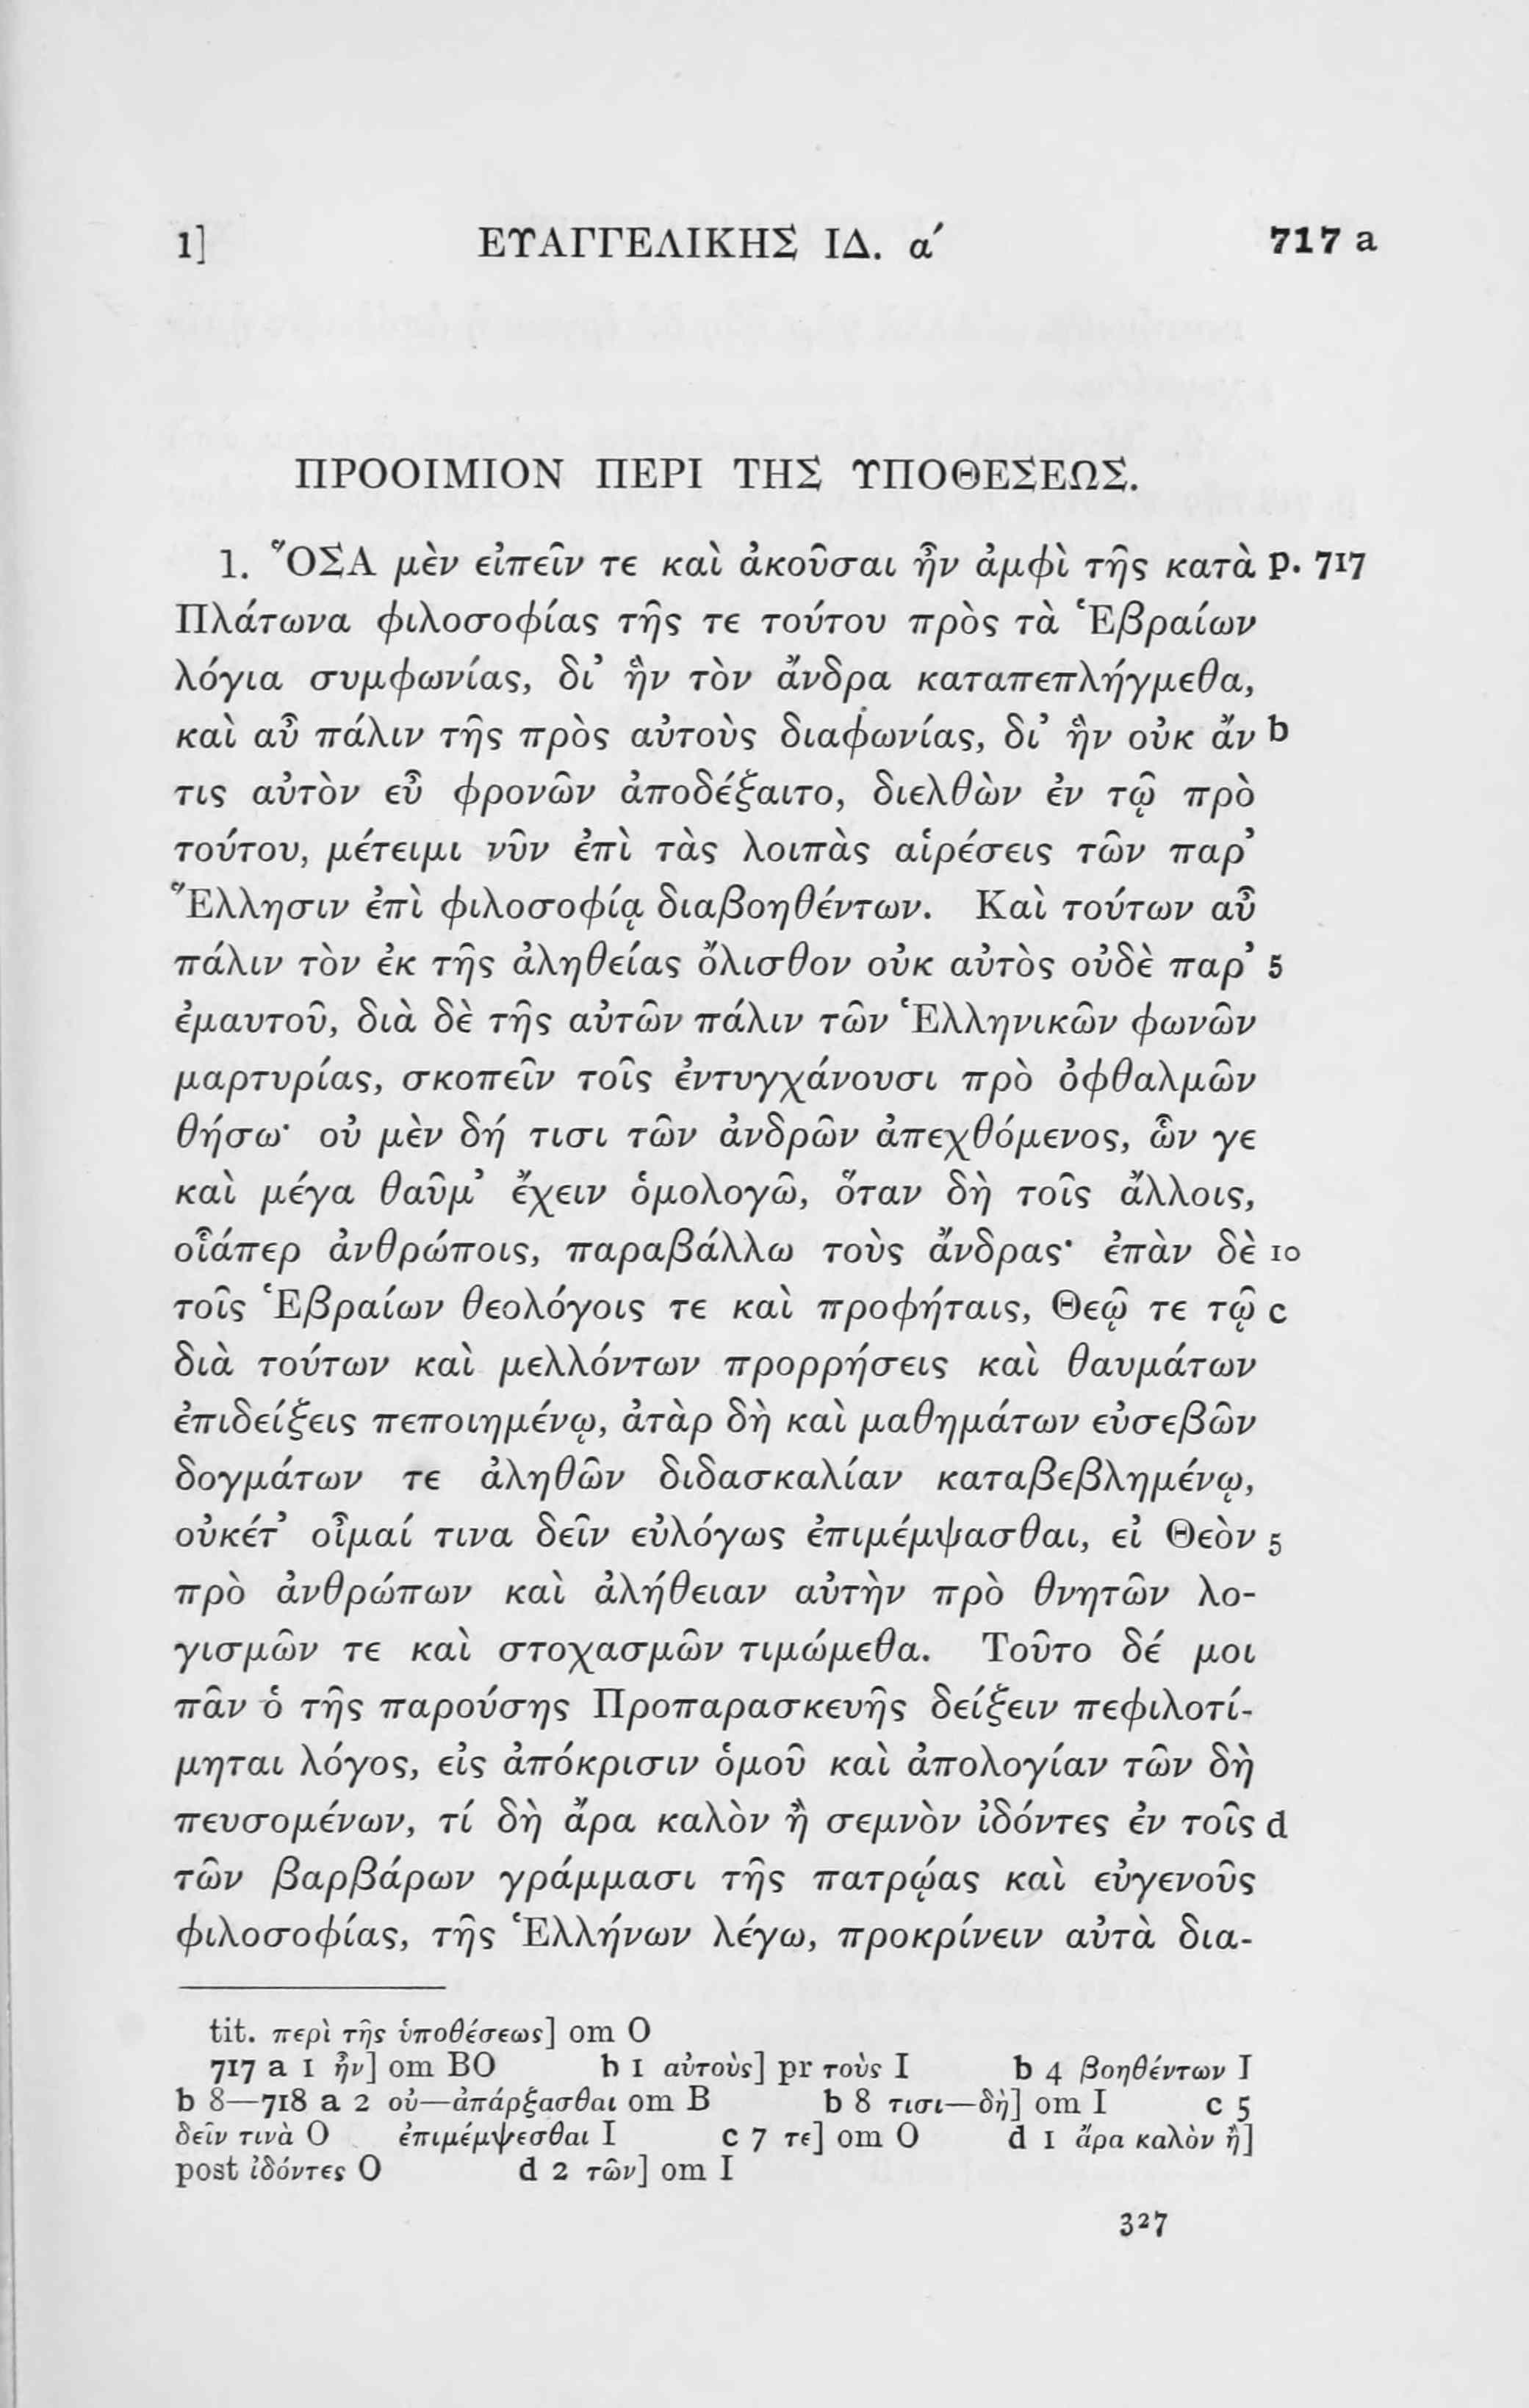 1] ΕΥΑΓΓΕΛΙΚΗΣ ΙΔ. α´ 717 a
ΠΡΟΟΙΜΙΟΝ ΠΕΡΙ ΤΗΣ ΥΠΟΘΕΣΕΩΣ.
1. ὍΣΑ μὲν εἰπεῖν τε καὶ ἀκοῦσαι ἦν ἀμφὶ τῆς κατὰ p. 717
Πλάτωνα φιλοσοφίας τῆς τε τούτου πρὸς τὰ Ἑβραίων
λόγια συμφωνίας, δι’ ἣν τὸν ἄνδρα καταπεπλήγμεθα,
καὶ αὖ πάλιν τῆς πρὸς αὐτοὺς διαφωνίας, δι’ ἣν οὐκ ἄν b
τις αὐτὸν εὖ φρονῶν ἀποδέξαιτο, διελθὼν ἐν τῷ πρὸ
τούτου, μέτειμι νῦν ἐπὶ τὰς λοιπὰς αἱρέσεις τῶν παρ’
Ἕλλησιν ἐπὶ φιλοσοφίᾳ διαβοηθέντων. Καὶ τούτων αὖ
πάλιν τὸν ἐκ τῆς ἀληθείας ὄλισθον οὐκ αὐτὸς οὐδὲ παρ’ 5
ἐμαυτοῦ, διὰ δὲ τῆς αὐτῶν πάλιν τῶν Ἑλληνικῶν φωνῶν
μαρτυρίας, σκοπεῖν τοῖς ἐντυγχάνουσι πρὸ ὀφθαλμῶν
θήσω· οὐ μὲν δή τισι τῶν ἀνδρῶν ἀπεχθόμενος, ὧν γε
καὶ μέγα θαῦμ’ ἔχειν ὁμολογῶ, ὅταν δὴ τοῖς ἄλλοις,
οἷάπερ ἀνθρώποις, παραβάλλω τοὺς ἄνδρας· ἐπὰν δὲ 10
τοῖς Ἑβραίων θεολόγοις τε καὶ προφήταις, Θεῷ τε τῷ c
διὰ τούτων καὶ μελλόντων προρρήσεις καὶ θαυμάτων
ἐπιδείξεις πεποιημένῳ, ἀτὰρ δὴ καὶ μαθημάτων εὐσεβῶν
δογμάτων τε ἀληθῶν διδασκαλίαν καταβεβλημένῳ,
οὐκέτ’ οἶμαί τινα δεῖν εὐλόγως ἐπιμέμψασθαι, εἰ Θεὸν 5
πρὸ ἀνθρώπων καὶ ἀλήθειαν αὐτὴν πρὸ θνητῶν λο-
γισμῶν τε καὶ στοχασμῶν τιμώμεθα. Τοῦτο δέ μοι
πᾶν ὁ τῆς παρούσης Προπαρασκευῆς δείξειν πεφιλοτί-
μηται λόγος, εἰς ἀπόκρισιν ὁμοῦ καὶ ἀπολογίαν τῶν δὴ
πευσομένων, τί δὴ ἄρα καλὸν ἢ σεμνὸν ἰδόντες ἐν τοῖς d
τῶν βαρβάρων γράμμασι τῆς πατρῴας καὶ εὐγενοῦς
φιλοσοφίας, τῆς Ἑλλήνων λέγω, προκρίνειν αὐτὰ δια-
tit. περὶ τῆς ὑποθέσεως] om O
717 a 1 ἦν] om BO b 1 αὐτοὺς] pr τοὺς I b 4 βοηθέντων I
b 8—718 a 2 οὐ—ἀπάρξασθαι om B b 8 τισι—δὴ] om I c 5
δεῖν τινὰ O ἐπιμέμψεσθαι I c 7 τε] om O d 1 ἄρα καλὸν ἢ]
post ἰδόντες O d 2 τῶν] om I
327